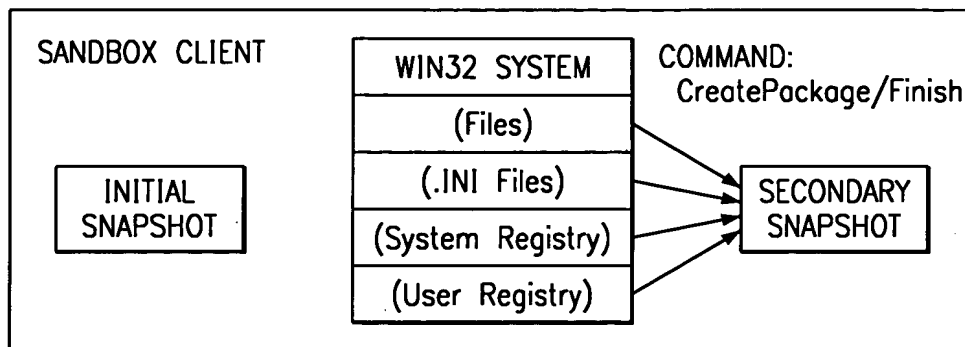 SANDBOX CLIENT
WIN32 SYSTEM
COMMAND:
CreatePackage/Finish
(Files)
(.INI Files)
(System Registry)
(User Registry)
INITIAL
SNAPSHOT
SECONDARY
SNAPSHOT